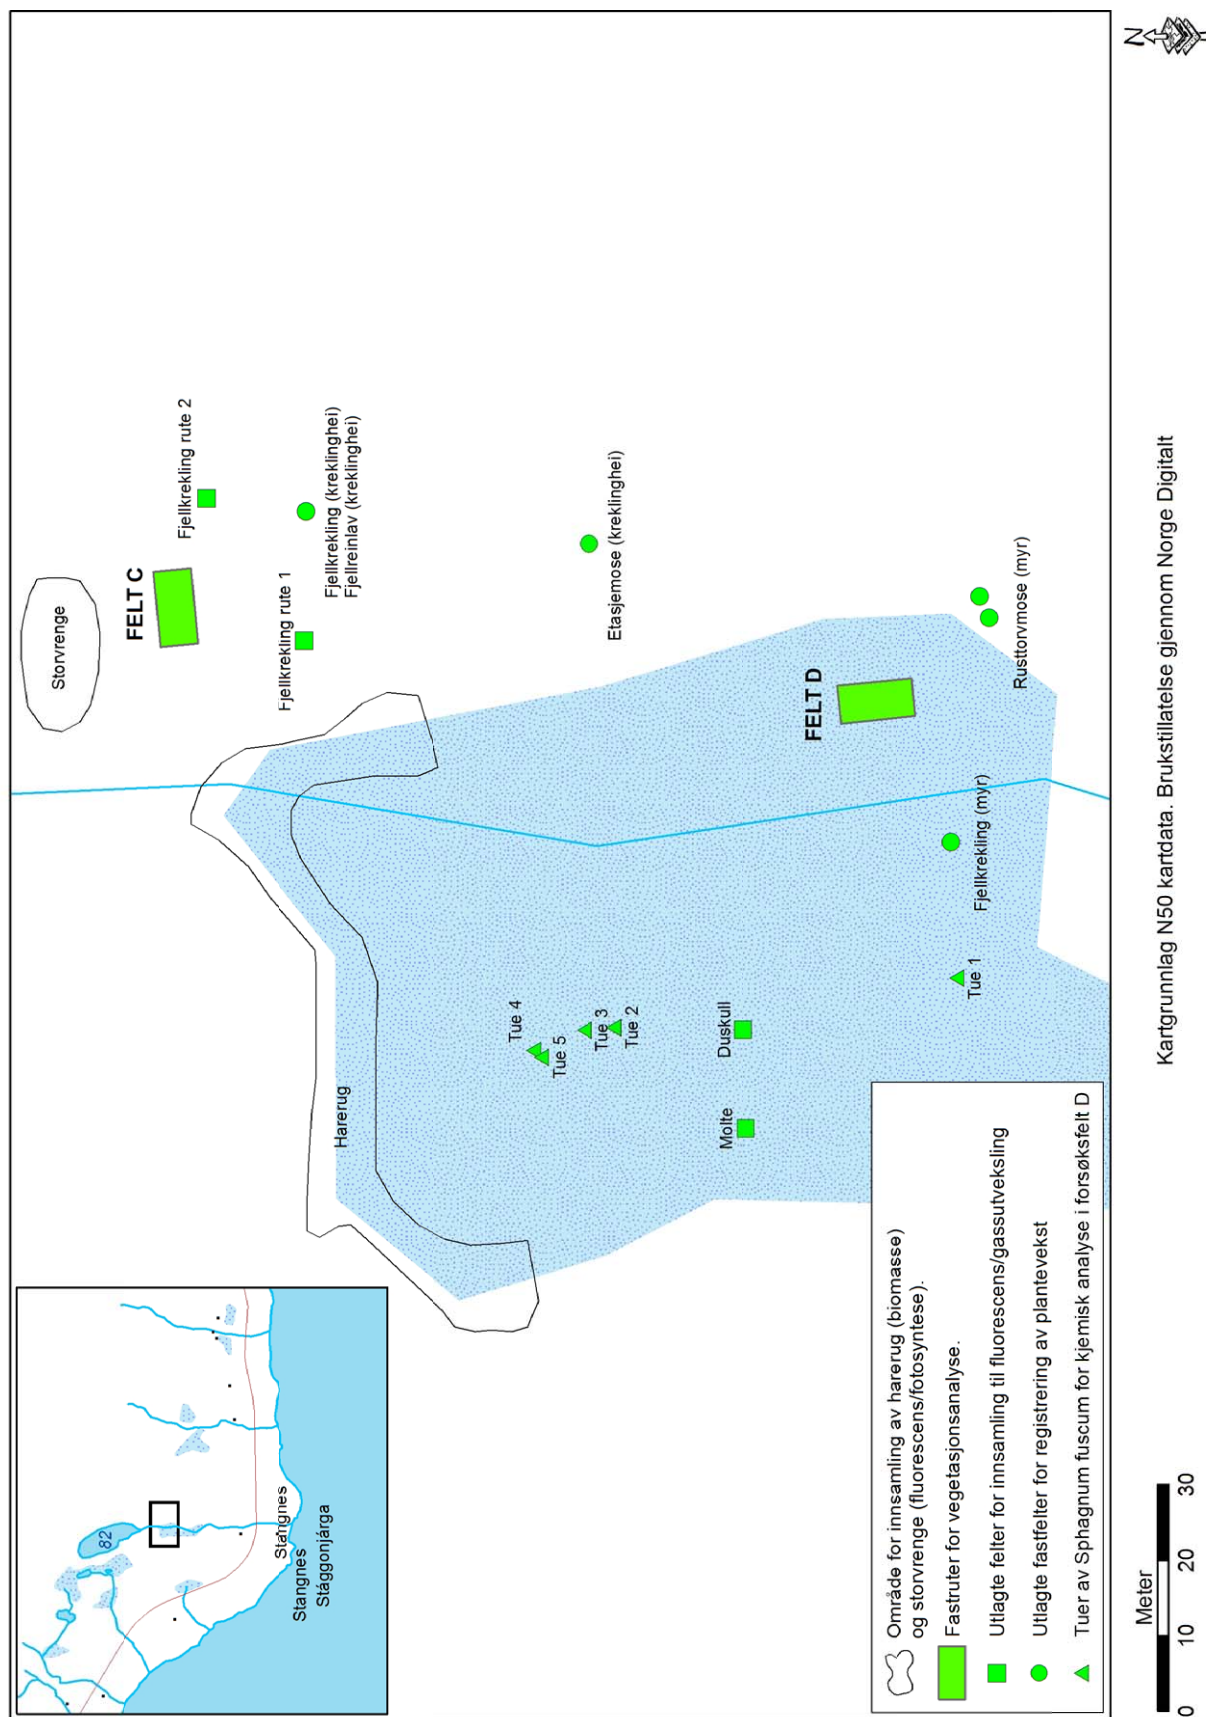 N
Storvrenge
FELT C
Fjellkrekling rute 2
Fjellkrekling rute 1
Fjellkrekling (kreklinghei)
Fjellreinlav (kreklinghei)
Etasjemose (kreklinghei)
Harerug
Tue 4
Tue 5
Tue 3
Tue 2
Duskull
Molte
FELT D
Rusttorvmose (myr)
Fjellkrekling (myr)
Tue 1
82
Stangnes
Stangnes
Stággonjárga
Område for innsamling av harerug (biomasse)
og storvrenge (fluorescens/fotosyntese).
Fastruter for vegetasjonsanalyse.
Utlagte felter for innsamling til fluorescens/gassutveksling
Utlagte fastfelter for registrering av plantevekst
Tuer av Sphagnum fuscum for kjemisk analyse i forsøksfelt D
Meter
0 10 20 30
Kartgrunnlag N50 kartdata. Brukstillatelse gjennom Norge Digitalt